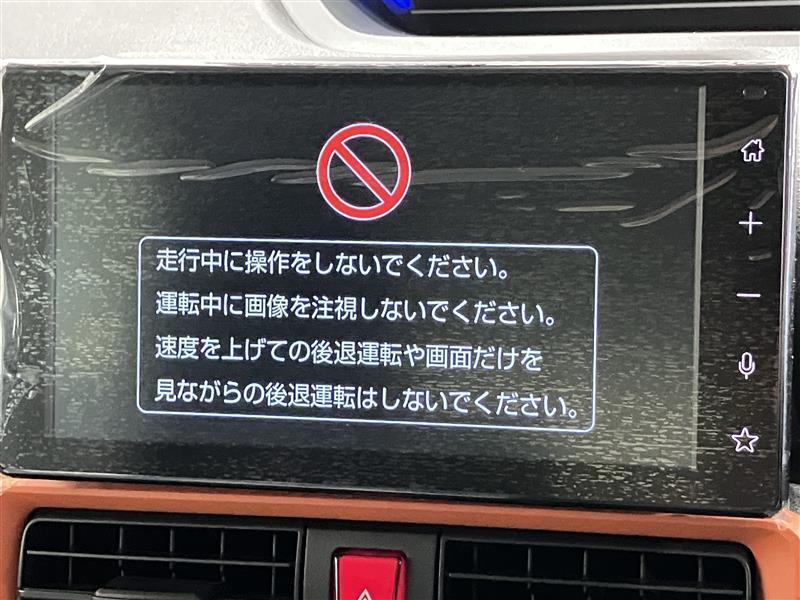 走行中に操作をしないでください。
運転中に画像を注視しないでください。
速度を上げての後退運転や画面だけを
見ながらの後退運転はしないでください。